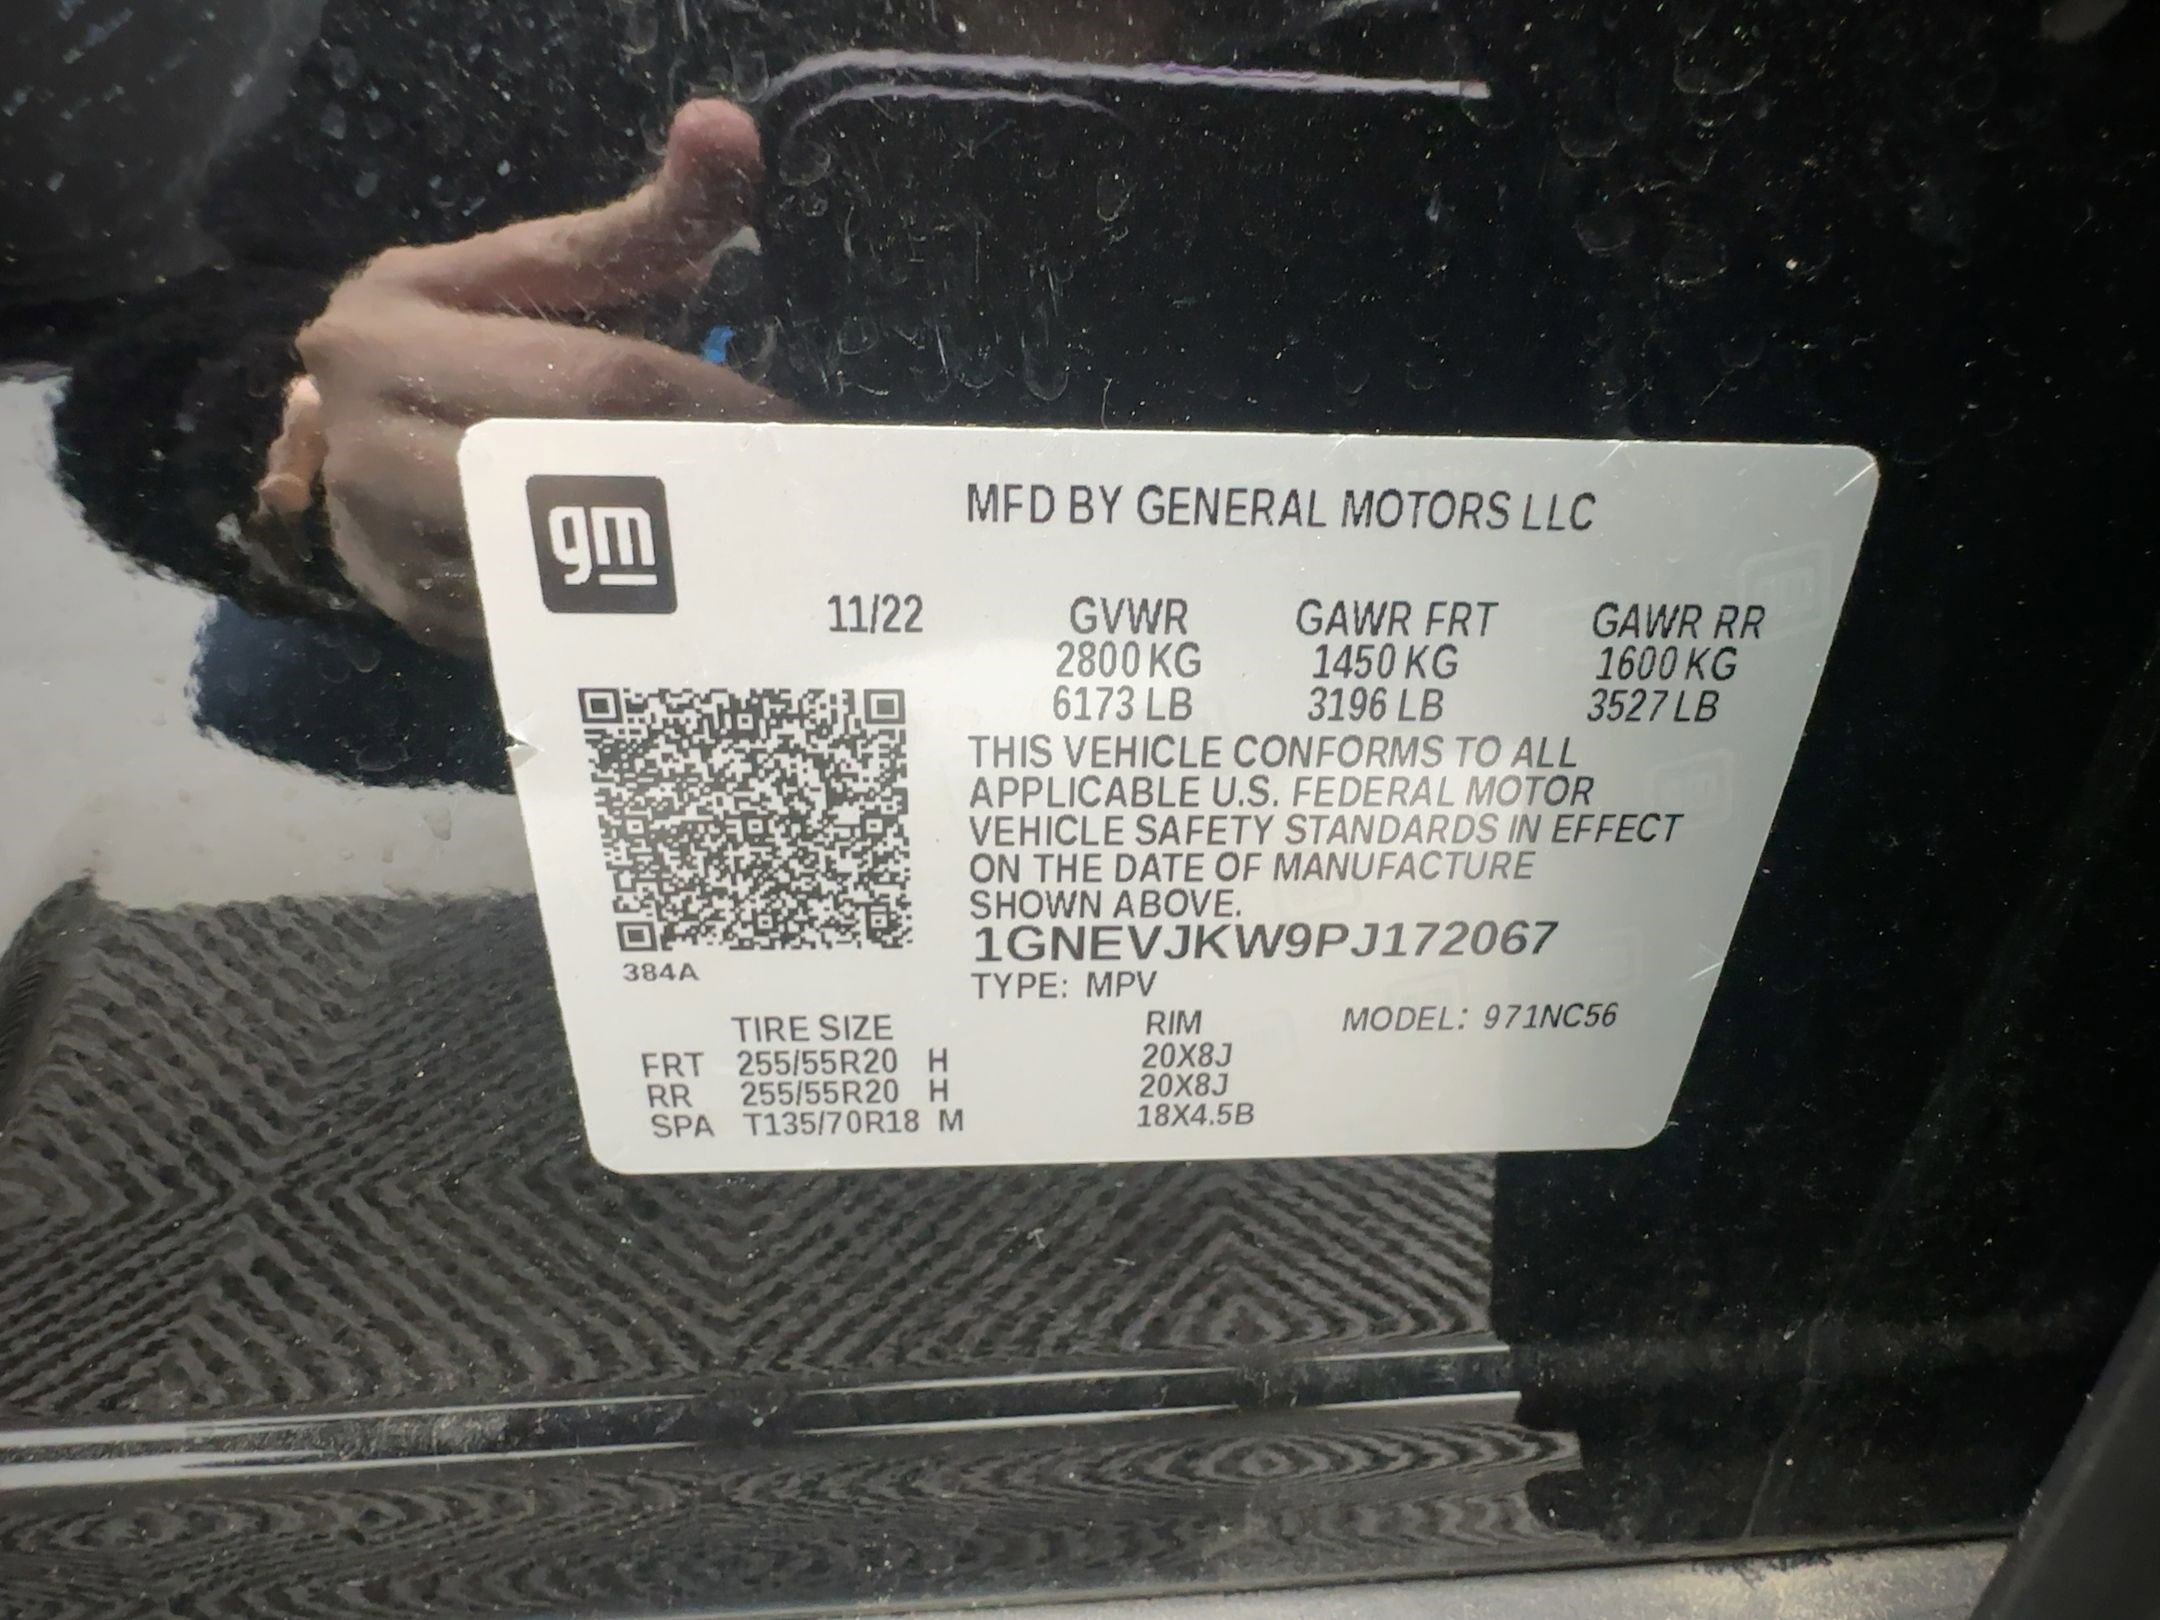 gm
MFD BY GENERAL MOTORS LLC
11/22 GVWR GAWR FRT GAWR RR
2800 KG 1450 KG 1600 KG
6173 LB 3196 LB 3527 LB
THIS VEHICLE CONFORMS TO ALL
APPLICABLE U.S. FEDERAL MOTOR
VEHICLE SAFETY STANDARDS IN EFFECT
ON THE DATE OF MANUFACTURE
SHOWN ABOVE.
1GNEVJKW9PJ172067
384A
TYPE: MPV
TIRE SIZE RIM MODEL: 971NC56
FRT 255/55R20 H 20X8J
RR 255/55R20 H 20X8J
SPA T135/70R18 M 18X4.5B